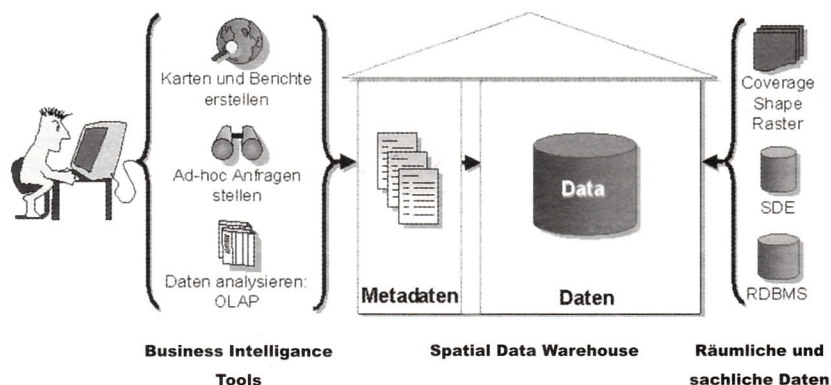 Karten und Berichte
erstellen
Ad-hoc Anfragen
stellen
Daten analysieren:
OLAP
Metadaten
Data
Daten
Coverage
Shape
Raster
SDE
RDBMS
Business Intelligance
Tools
Spatial Data Warehouse
Räumliche und
sachliche Daten